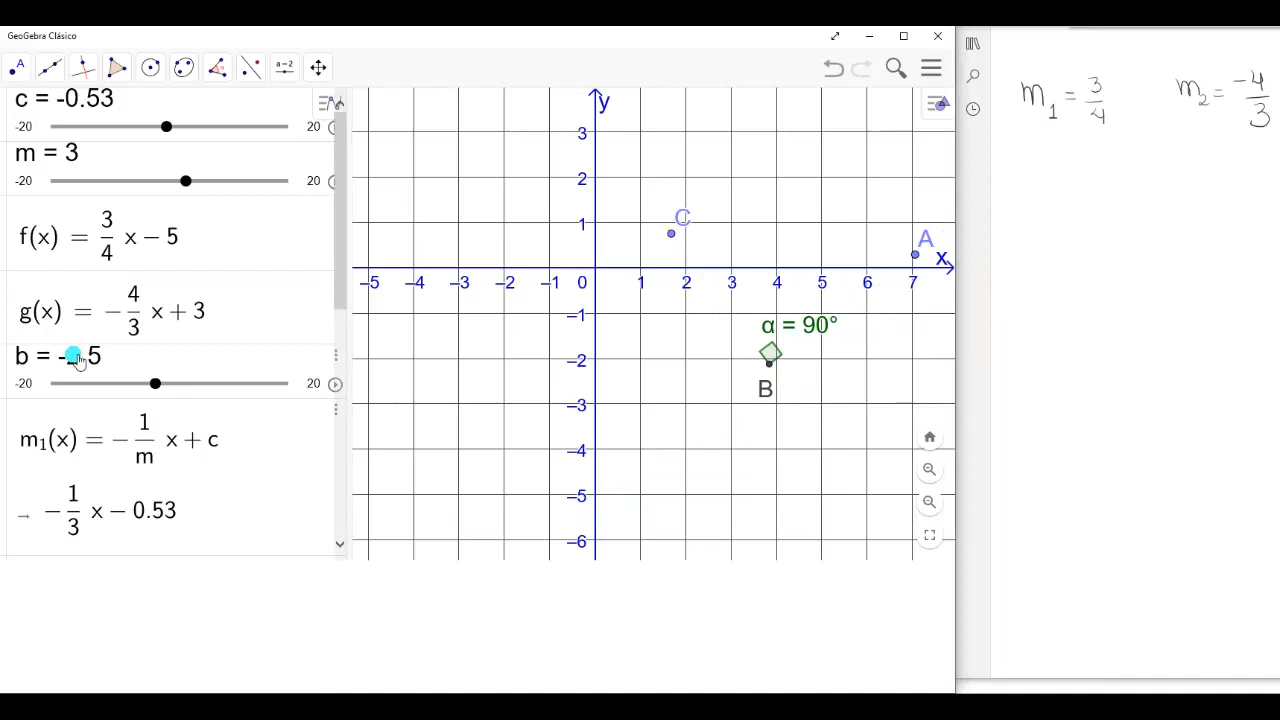 GeoGebra Clásico
c = -0.53
-20 20
m = 3
-20 20
f(x) = 3/4 x − 5
g(x) = − 4/3 x + 3
-20 20
m₁(x) = − 1/m x + c
→ − 1/3 x − 0.53
y
3
2
1
C
A
x
−5 −4 −3 −2 −1 0 1 2 3 4 5 6 7
−1
α = 90°
−2
B
−3
−4
−5
−6
m₁ = 3/4 m₂ = −4/3